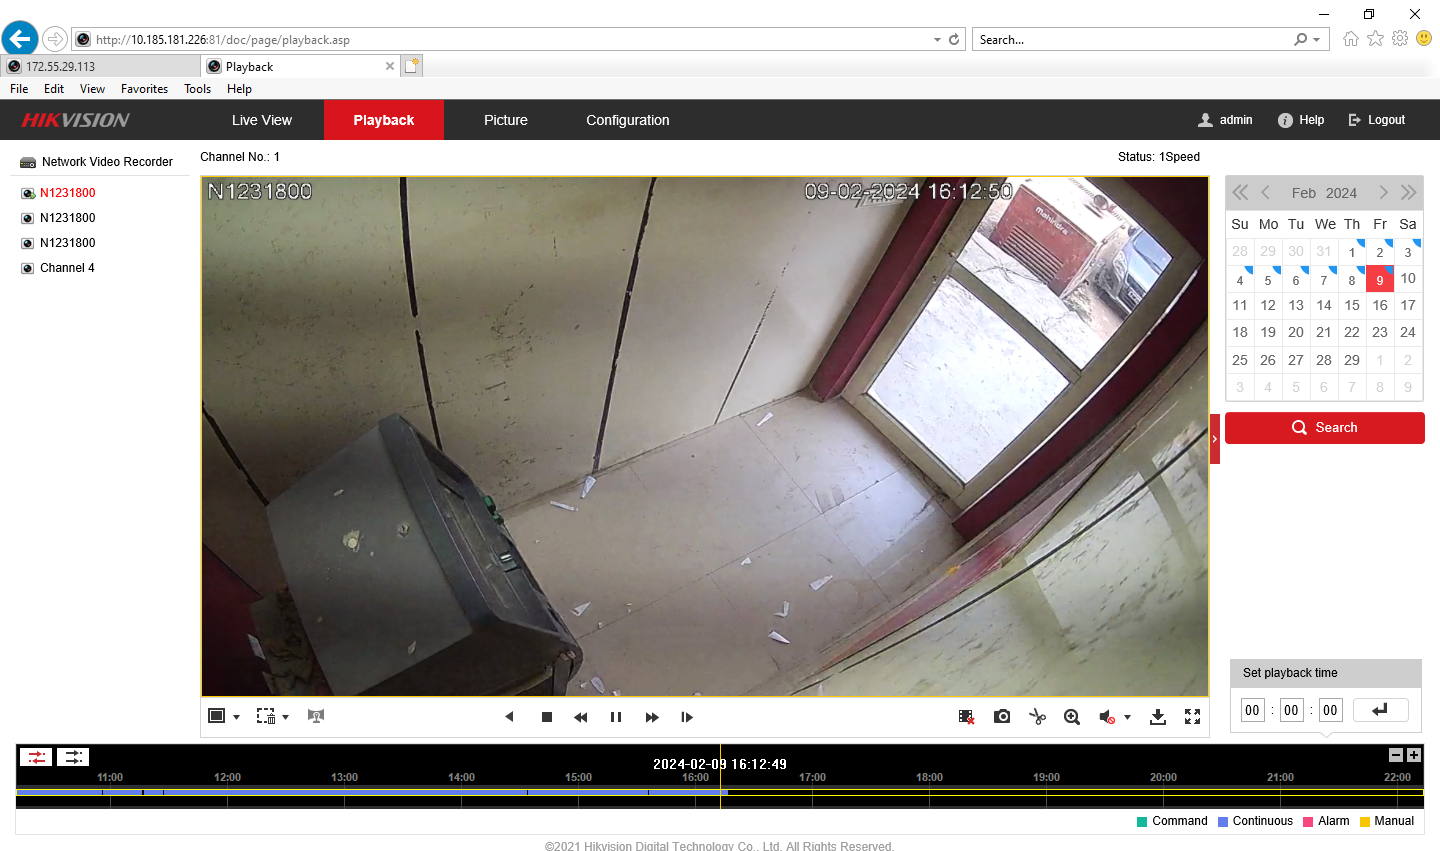 http://10.185.181.226:81/doc/page/playback.asp
Search...
172.55.29.113
Playback
File Edit View Favorites Tools Help
HIKVISION
Live View
Playback
Picture
Configuration
admin
Help
Logout
Network Video Recorder
N1231800
N1231800
N1231800
Channel 4
Channel No.: 1
Status: 1Speed
N1231800
09-02-2024 16:12:50
mahindra
Feb 2024
Su Mo Tu We Th Fr Sa
28 29 30 31 1 2 3
4 5 6 7 8 9 10
11 12 13 14 15 16 17
18 19 20 21 22 23 24
25 26 27 28 29 1 2
3 4 5 6 7 8 9
Search
Set playback time
00 : 00 : 00
2024-02-09 16:12:49
11:00 12:00 13:00 14:00 15:00 16:00 17:00 18:00 19:00 20:00 21:00 22:00
Command Continuous Alarm Manual
©2021 Hikvision Digital Technology Co., Ltd. All Rights Reserved.